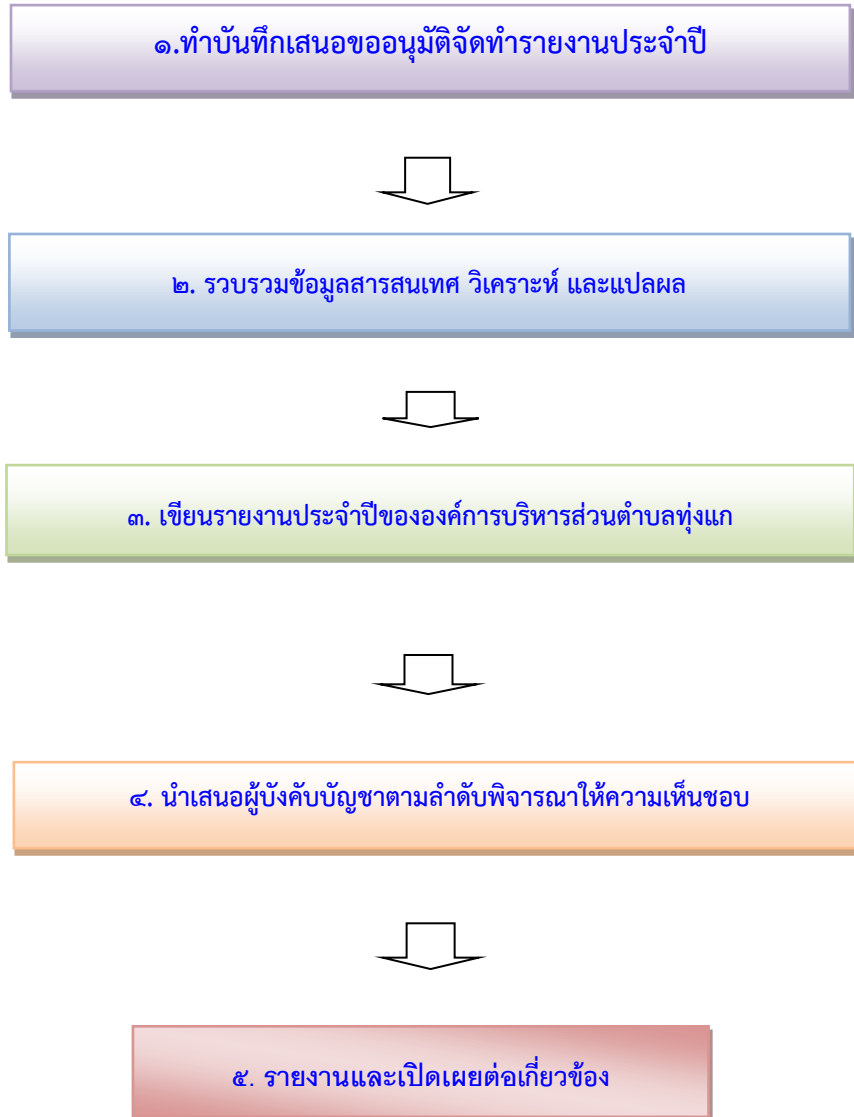 ๑.ทำบันทึกเสนอขออนุมัติจัดทำรายงานประจำปี
๒. รวบรวมข้อมูลสารสนเทศ วิเคราะห์ และแปลผล
๓. เขียนรายงานประจำปีขององค์การบริหารส่วนตำบลทุ่งแก
๔. นำเสนอผู้บังคับบัญชาตามลำดับพิจารณาให้ความเห็นชอบ
๕. รายงานและเปิดเผยต่อเกี่ยวข้อง